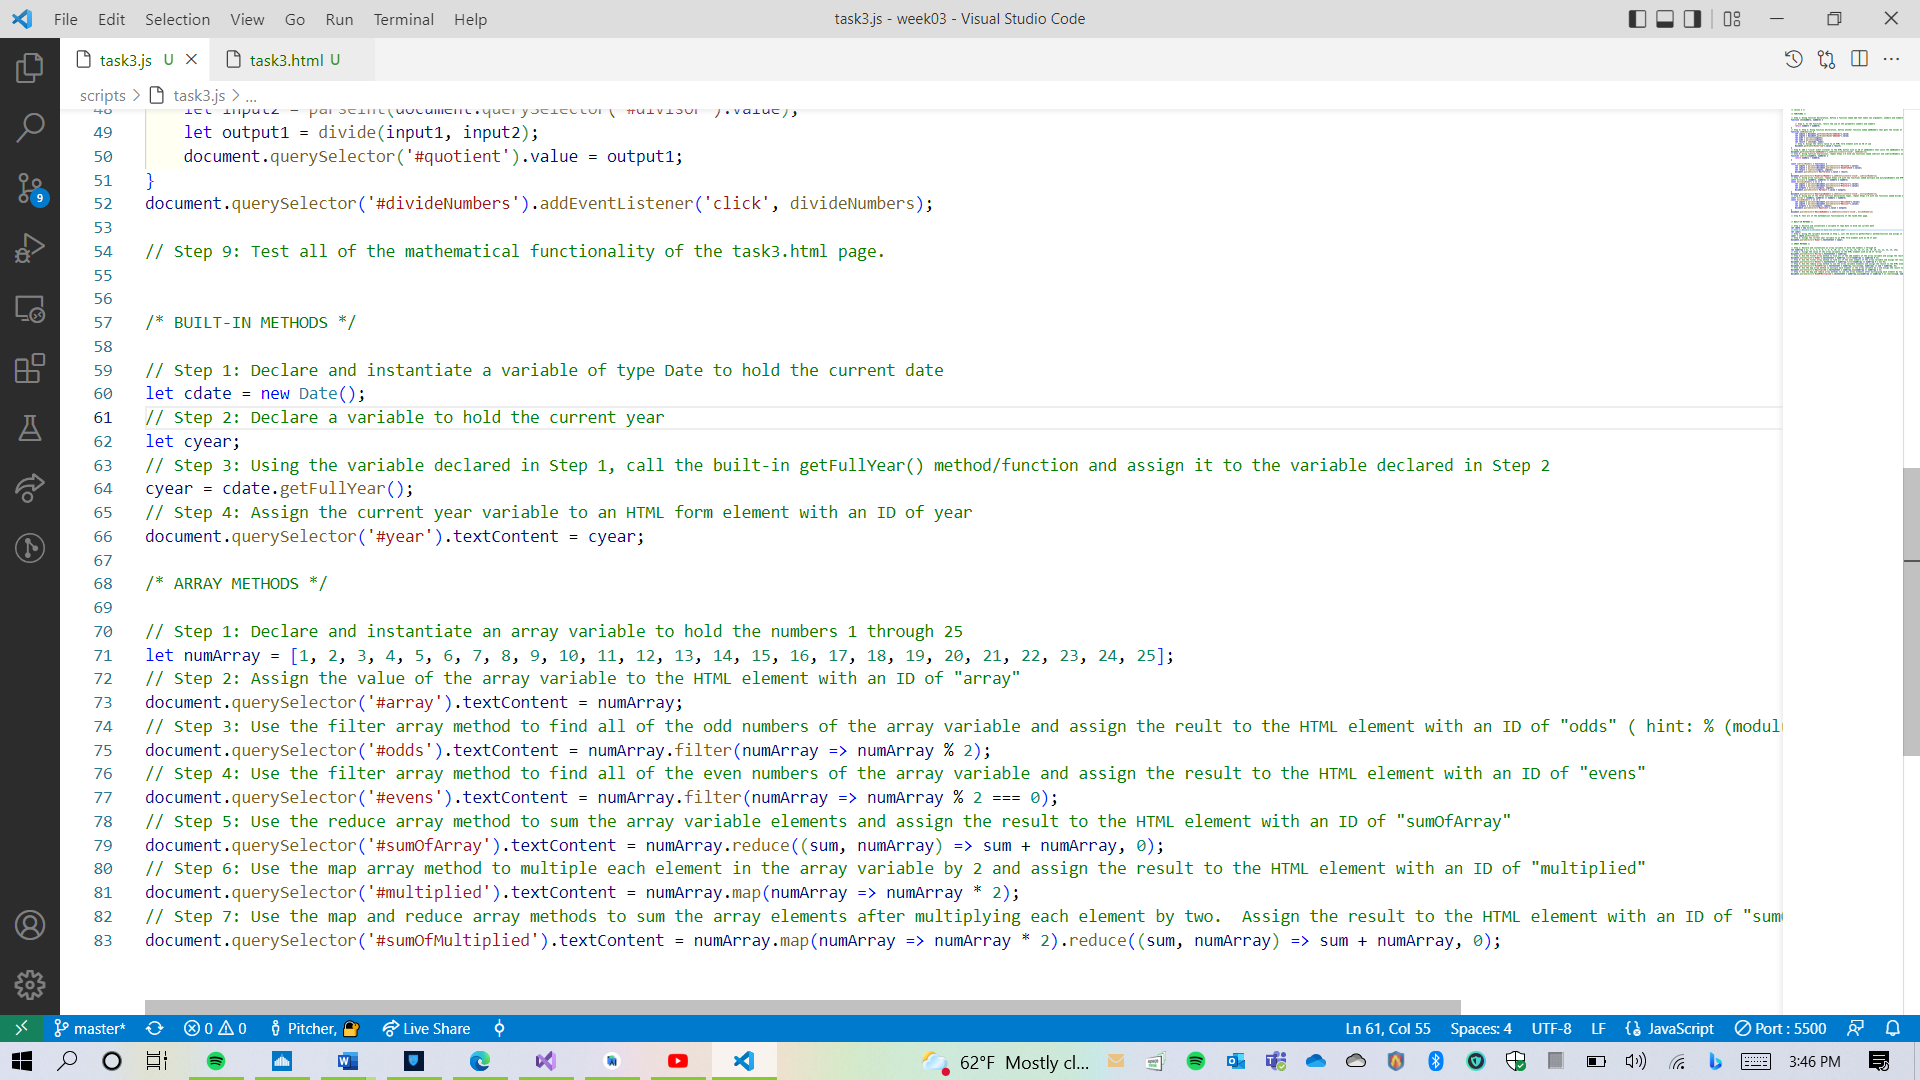 File Edit Selection View Go Run Terminal Help
task3.js - week03 - Visual Studio Code
task3.js U
task3.html U
scripts > task3.js > ...
48 let input2 = parseInt(document.querySelector('#divisor').value);
49 let output1 = divide(input1, input2);
50 document.querySelector('#quotient').value = output1;
51 }
52 document.querySelector('#divideNumbers').addEventListener('click', divideNumbers);
53
54 // Step 9: Test all of the mathematical functionality of the task3.html page.
55
56
57 /* BUILT-IN METHODS */
58
59 // Step 1: Declare and instantiate a variable of type Date to hold the current date
60 let cdate = new Date();
61 // Step 2: Declare a variable to hold the current year
62 let cyear;
63 // Step 3: Using the variable declared in Step 1, call the built-in getFullYear() method/function and assign it to the variable declared in Step 2
64 cyear = cdate.getFullYear();
65 // Step 4: Assign the current year variable to an HTML form element with an ID of year
66 document.querySelector('#year').textContent = cyear;
67
68 /* ARRAY METHODS */
69
70 // Step 1: Declare and instantiate an array variable to hold the numbers 1 through 25
71 let numArray = [1, 2, 3, 4, 5, 6, 7, 8, 9, 10, 11, 12, 13, 14, 15, 16, 17, 18, 19, 20, 21, 22, 23, 24, 25];
72 // Step 2: Assign the value of the array variable to the HTML element with an ID of "array"
73 document.querySelector('#array').textContent = numArray;
74 // Step 3: Use the filter array method to find all of the odd numbers of the array variable and assign the reult to the HTML element with an ID of "odds" ( hint: % (modul
75 document.querySelector('#odds').textContent = numArray.filter(numArray => numArray % 2);
76 // Step 4: Use the filter array method to find all of the even numbers of the array variable and assign the result to the HTML element with an ID of "evens"
77 document.querySelector('#evens').textContent = numArray.filter(numArray => numArray % 2 === 0);
78 // Step 5: Use the reduce array method to sum the array variable elements and assign the result to the HTML element with an ID of "sumOfArray"
79 document.querySelector('#sumOfArray').textContent = numArray.reduce((sum, numArray) => sum + numArray, 0);
80 // Step 6: Use the map array method to multiple each element in the array variable by 2 and assign the result to the HTML element with an ID of "multiplied"
81 document.querySelector('#multiplied').textContent = numArray.map(numArray => numArray * 2);
82 // Step 7: Use the map and reduce array methods to sum the array elements after multiplying each element by two.  Assign the result to the HTML element with an ID of "sum
83 document.querySelector('#sumOfMultiplied').textContent = numArray.map(numArray => numArray * 2).reduce((sum, numArray) => sum + numArray, 0);
9
master* 0 0 Pitcher, Live Share
Ln 61, Col 55 Spaces: 4 UTF-8 LF JavaScript Port : 5500
62°F Mostly cl... 3:46 PM